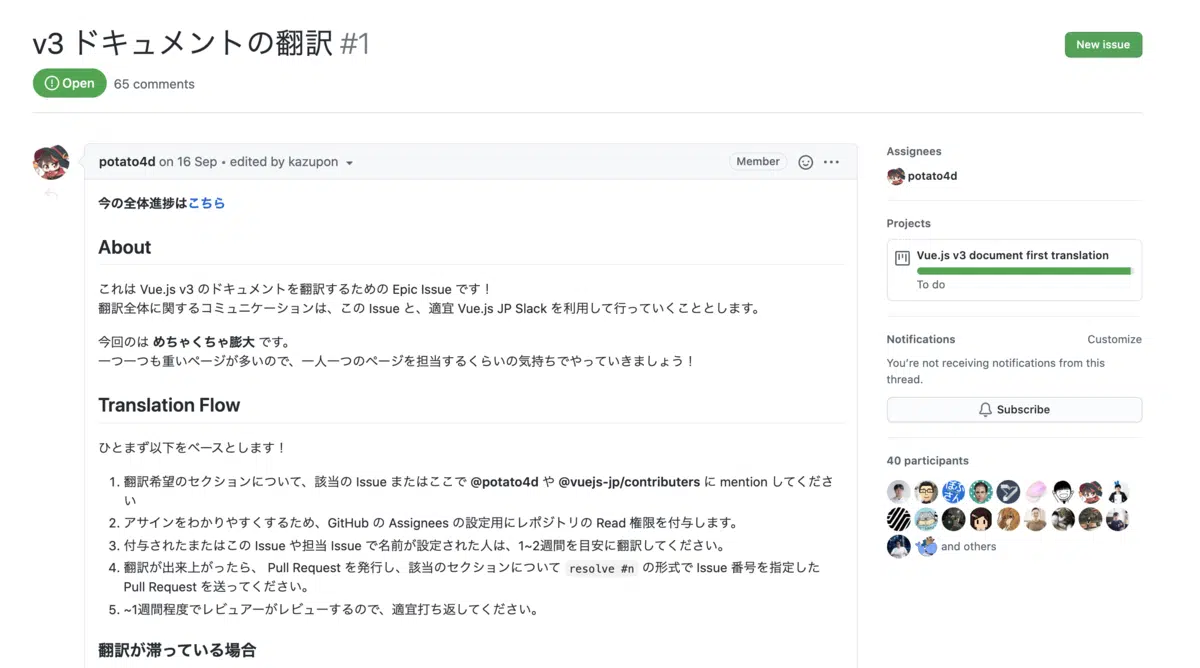 v3 ドキュメントの翻訳 #1
New issue
Open
65 comments
potato4d on 16 Sep • edited by kazupon
Member
今の全体進捗はこちら
About
これは Vue.js v3 のドキュメントを翻訳するための Epic Issue です！
翻訳全体に関するコミュニケーションは、この Issue と、適宜 Vue.js JP Slack を利用して行っていくこととします。
今回のは めちゃくちゃ膨大 です。
一つ一つも重いページが多いので、一人一つのページを担当するくらいの気持ちでやっていきましょう！
Translation Flow
ひとまず以下をベースとします！
1. 翻訳希望のセクションについて、該当の Issue またはここで @potato4d や @vuejs-jp/contributers に mention してくださ
い
2. アサインをわかりやすくするため、GitHub の Assignees の設定用にレポジトリの Read 権限を付与します。
3. 付与されたまたはこの Issue や担当 Issue で名前が設定された人は、1~2週間を目安に翻訳してください。
4. 翻訳が出来上がったら、 Pull Request を発行し、該当のセクションについて resolve #n の形式で Issue 番号を指定した
Pull Request を送ってください。
5. ~1週間程度でレビュアーがレビューするので、適宜打ち返してください。
翻訳が滞っている場合
Assignees
potato4d
Projects
Vue.js v3 document first translation
To do
Notifications
Customize
You're not receiving notifications from this
thread.
Subscribe
40 participants
and others